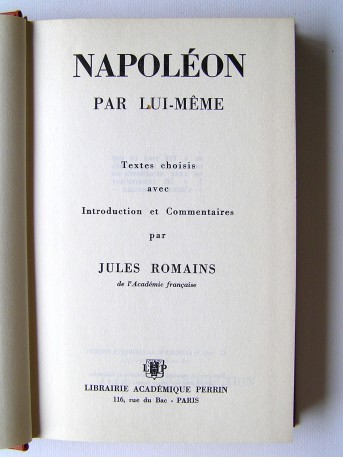 NAPOLÉON
PAR LUI-MÊME
Textes choisis
avec
Introduction et Commentaires
par
JULES ROMAINS
de l'Académie française
LAP
LIBRAIRIE ACADÉMIQUE PERRIN
116, rue du Bac - PARIS